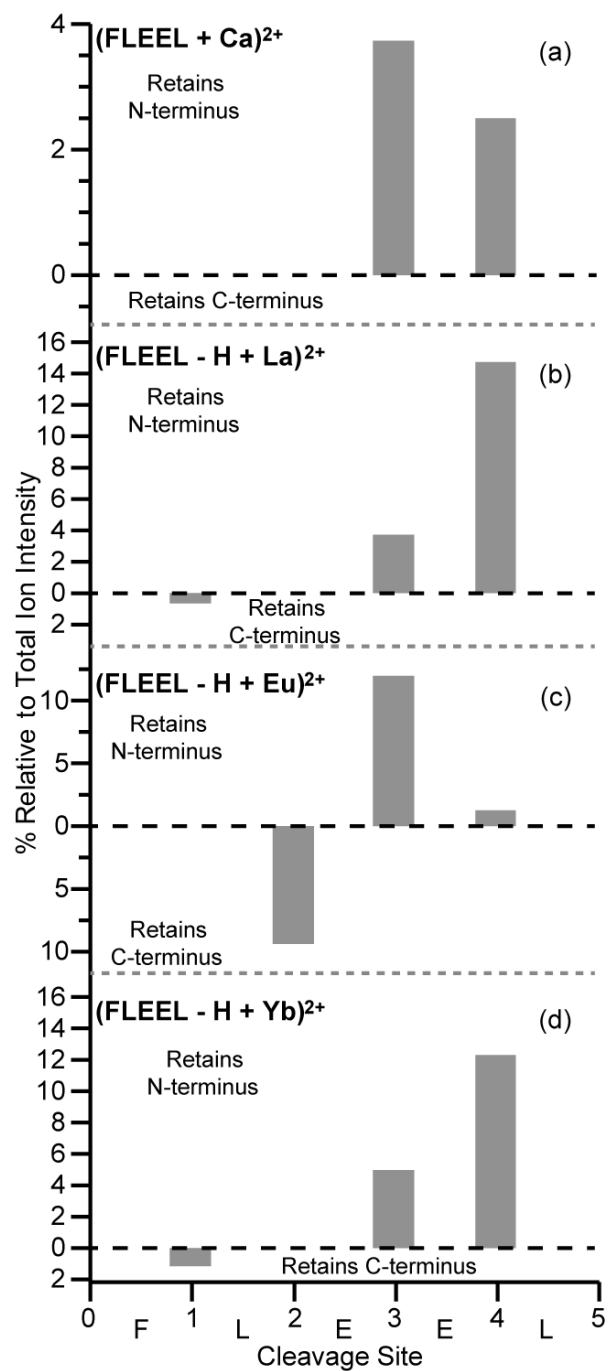 % Relative to Total Ion Intensity
(FLEEL + Ca)²⁺
(a)
Retains
N-terminus
4
2
0
Retains C-terminus
(FLEEL - H + La)²⁺
(b)
Retains
N-terminus
16
14
12
10
8
6
4
2
0
2
Retains
C-terminus
(FLEEL - H + Eu)²⁺
(c)
Retains
N-terminus
10
5
0
5
10
Retains
C-terminus
(FLEEL - H + Yb)²⁺
(d)
Retains
N-terminus
16
14
12
10
8
6
4
2
0
2
Retains C-terminus
0 1 2 3 4 5
F L E E L
Cleavage Site